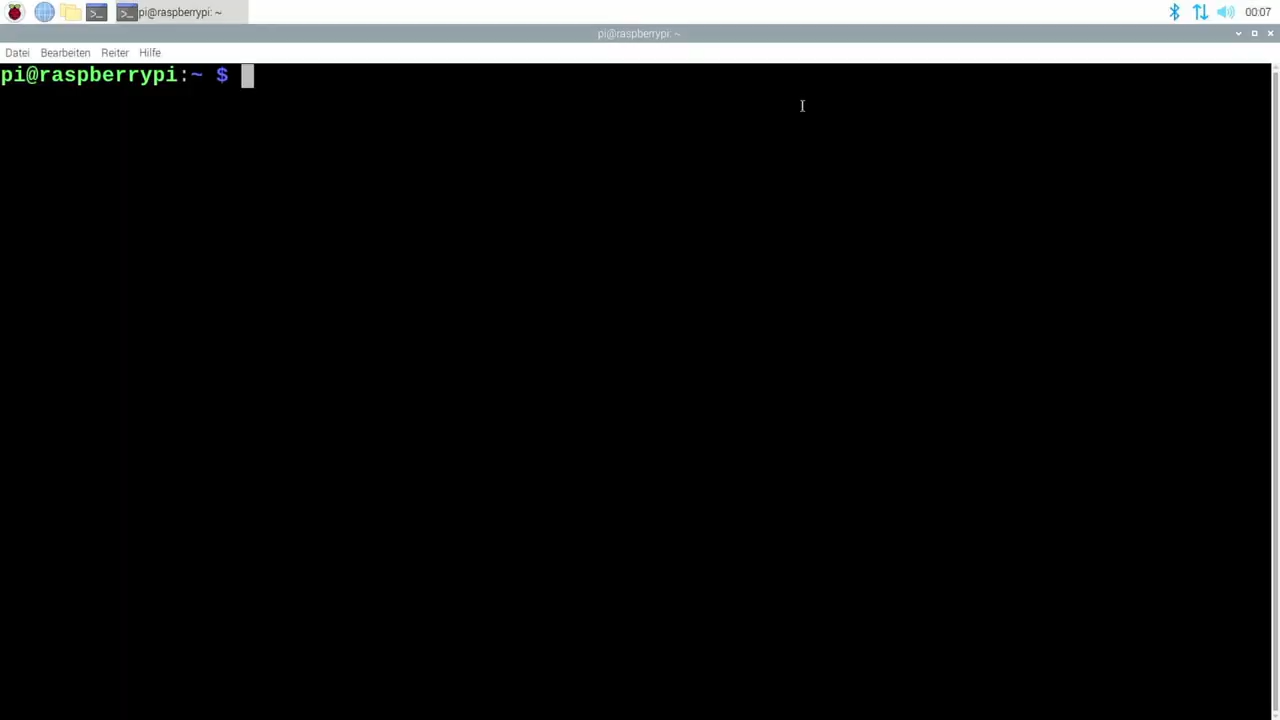 pi@raspberrypi: ~
00:07
pi@raspberrypi: ~
Datei Bearbeiten Reiter Hilfe
pi@raspberrypi:~ $